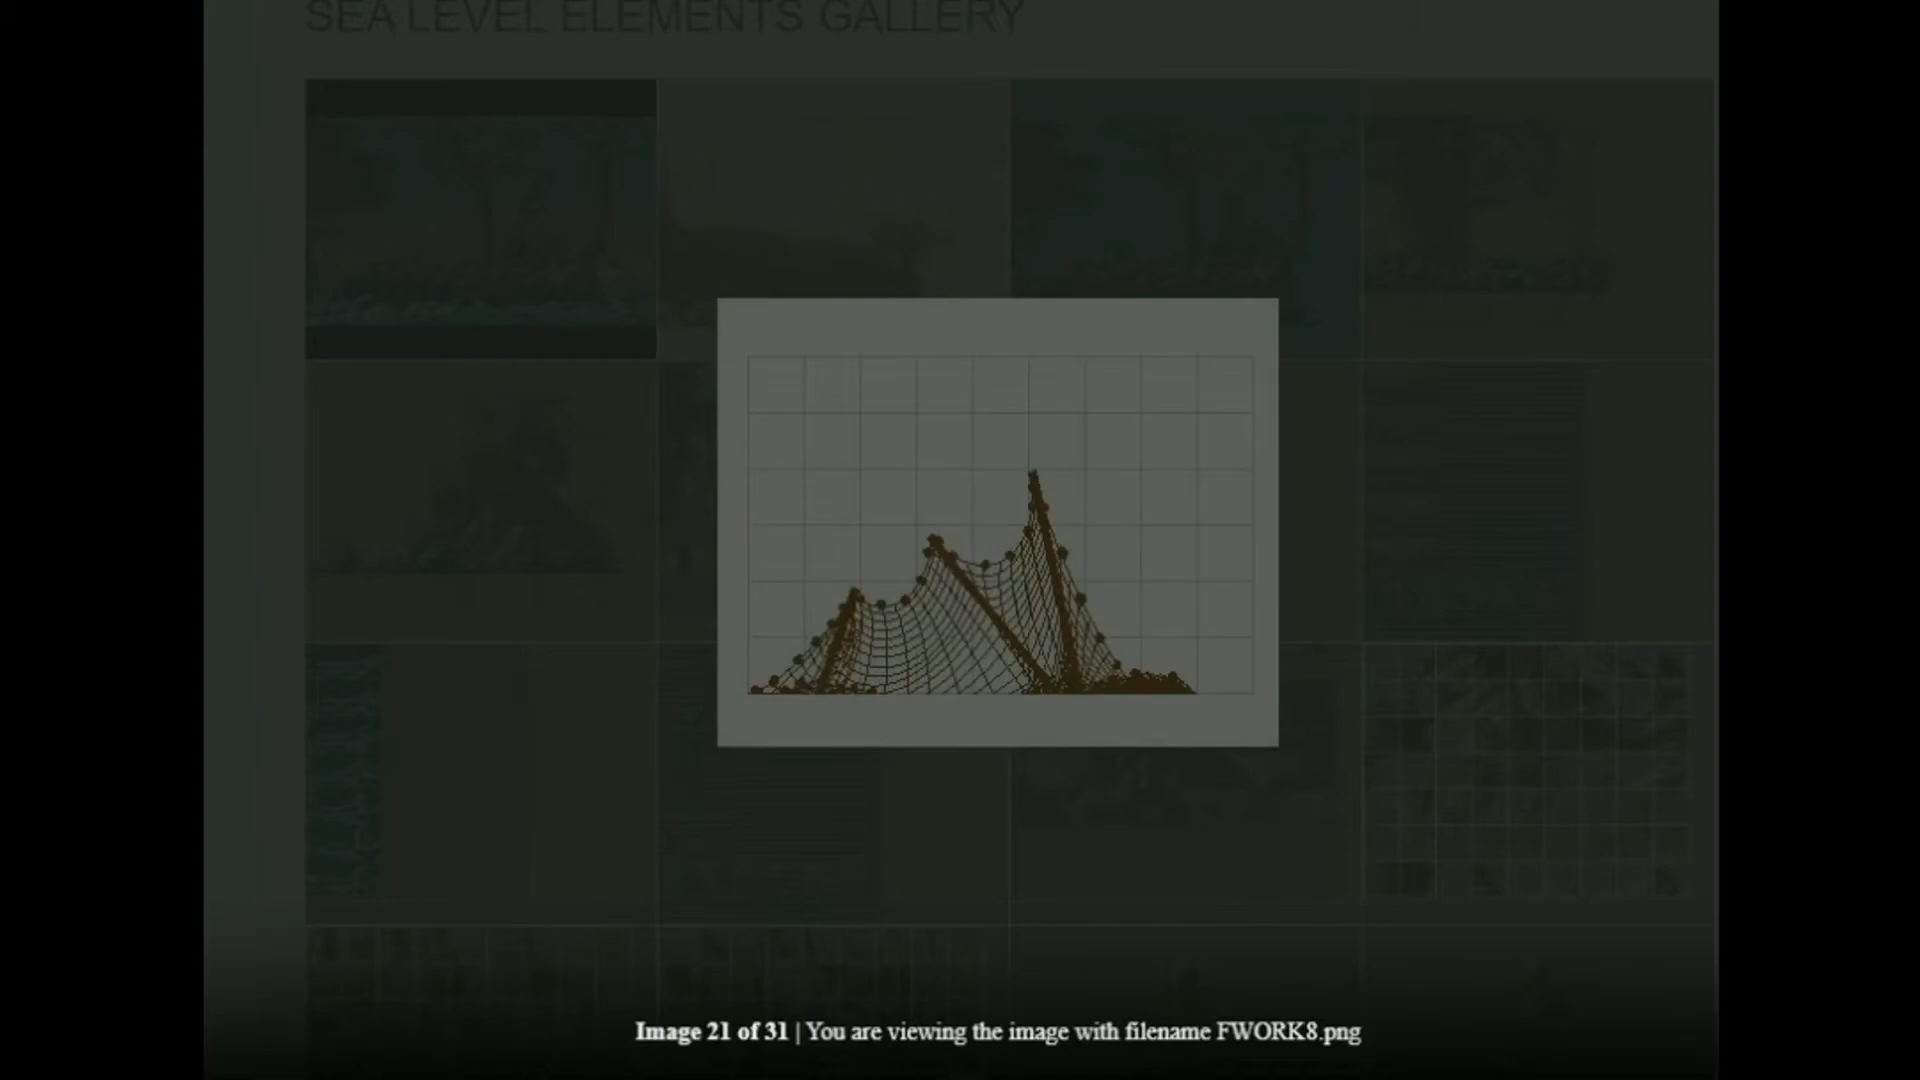 SEA LEVEL ELEMENTS GALLERY
Image 21 of 31 | You are viewing the image with filename FWORK8.png